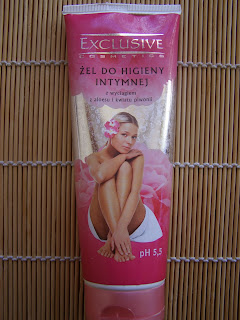 EXCLUSIVE
COSMETICS
ŻEL DO HIGIENY
INTYMNEJ
z wyciągiem
z aloesu i kwiatu piwonii
pH 5,5